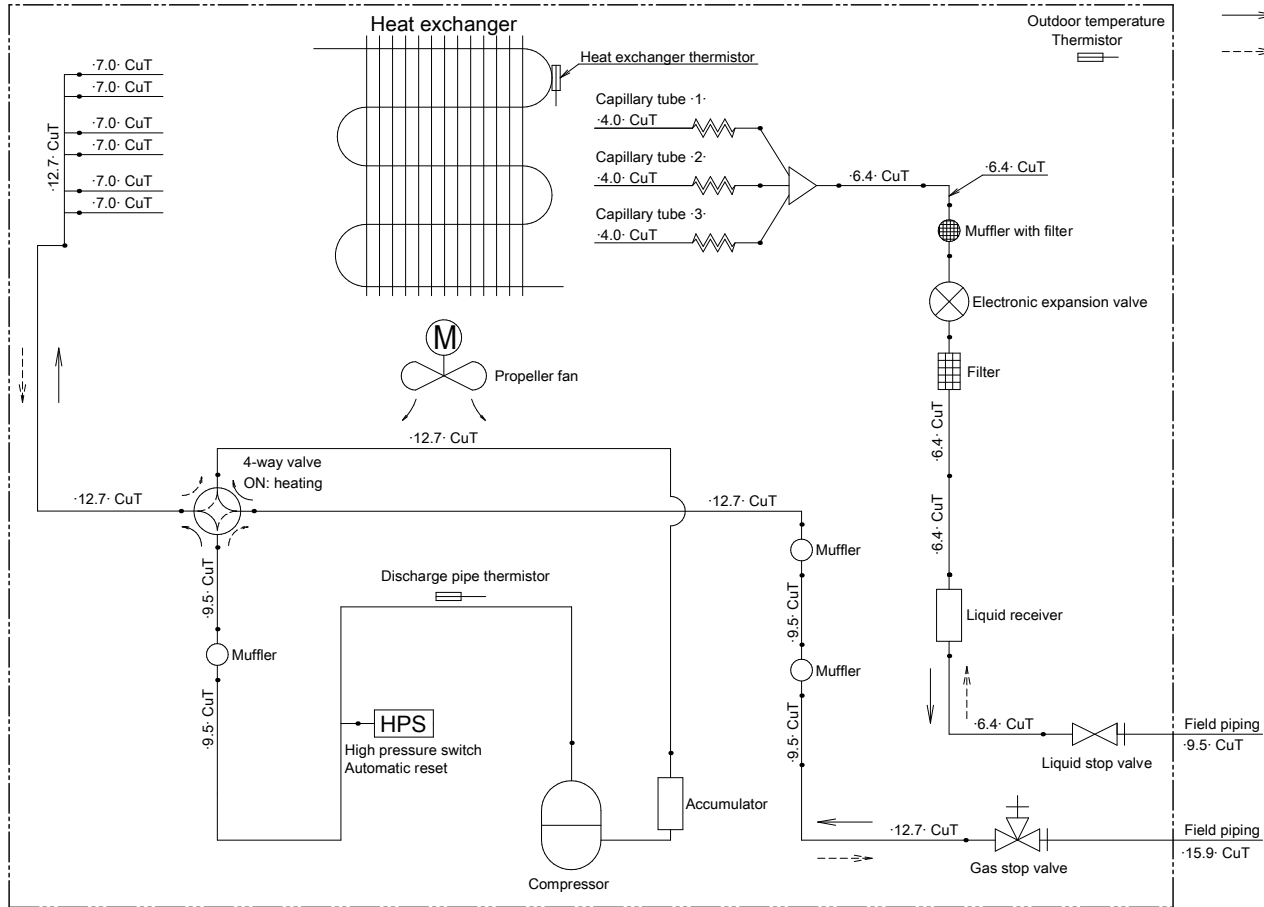 Heat exchanger
Outdoor temperature
Thermistor
Heat exchanger thermistor
·7.0· CuT
·7.0· CuT
·7.0· CuT
·7.0· CuT
·7.0· CuT
·7.0· CuT
·12.7· CuT
Capillary tube ·1·
·4.0· CuT
Capillary tube ·2·
·4.0· CuT
Capillary tube ·3·
·4.0· CuT
·6.4· CuT
·6.4· CuT
Muffler with filter
Electronic expansion valve
Filter
M
Propeller fan
·12.7· CuT
4-way valve
ON: heating
·12.7· CuT
·12.7· CuT
·6.4· CuT
·6.4· CuT
Muffler
Discharge pipe thermistor
·9.5· CuT
·9.5· CuT
Liquid receiver
Muffler
Muffler
·9.5· CuT
·9.5· CuT
HPS
High pressure switch
Automatic reset
·6.4· CuT
Field piping
·9.5· CuT
Liquid stop valve
Accumulator
·12.7· CuT
Field piping
·15.9· CuT
Gas stop valve
Compressor